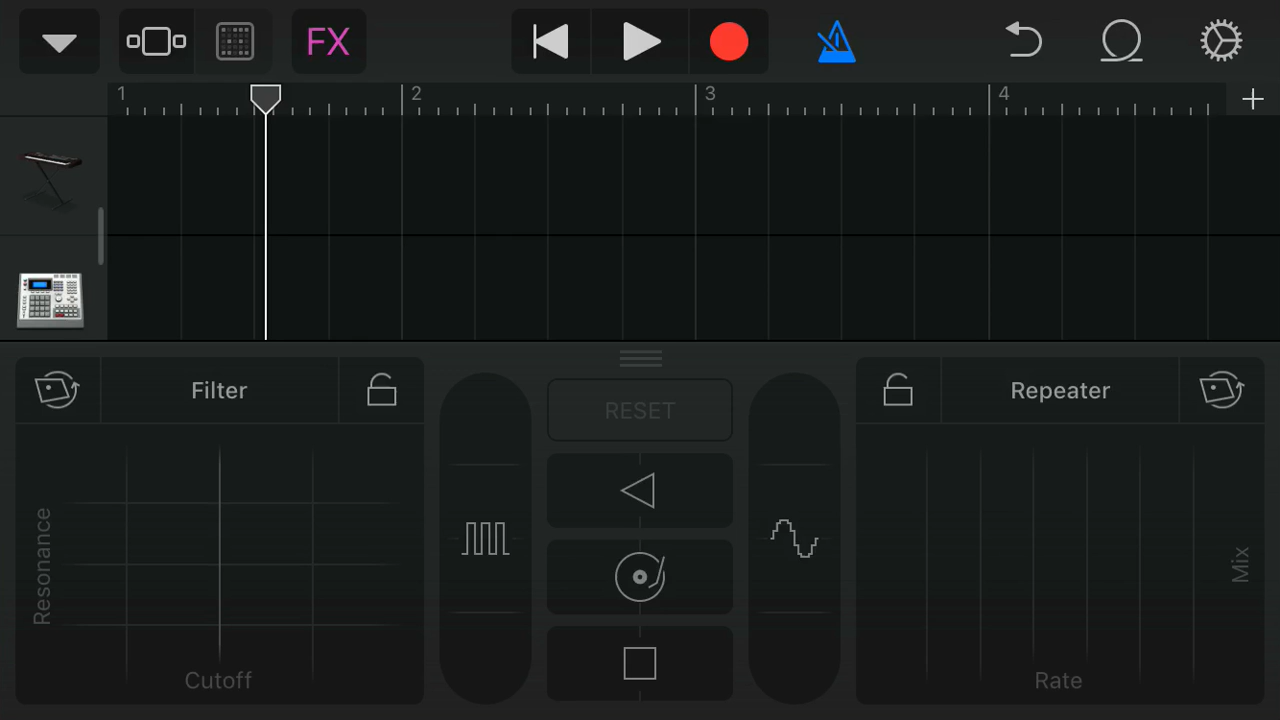 FX
1 2 3 4
Filter
RESET
Repeater
Resonance
Cutoff
Mix
Rate